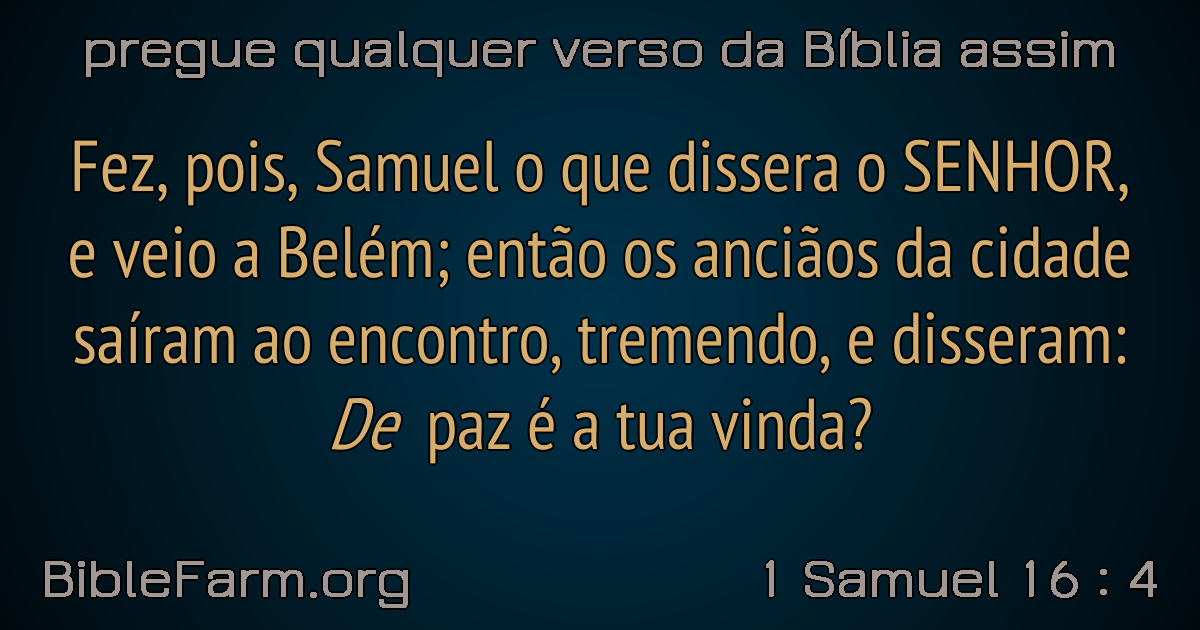 pregue qualquer verso da Bíblia assim
Fez, pois, Samuel o que dissera o SENHOR,
e veio a Belém; então os anciãos da cidade
saíram ao encontro, tremendo, e disseram:
De paz é a tua vinda?
BibleFarm.org
1 Samuel 16 : 4